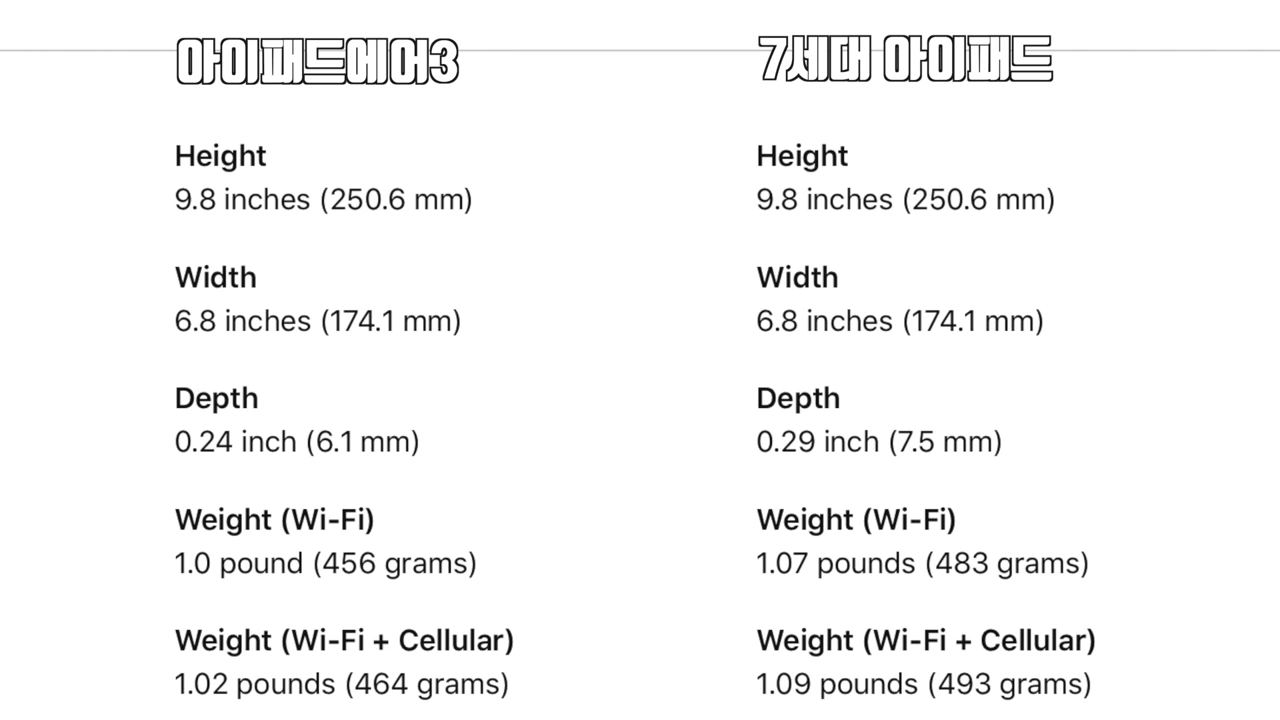 아이패드에어3
Height
9.8 inches (250.6 mm)
Width
6.8 inches (174.1 mm)
Depth
0.24 inch (6.1 mm)
Weight (Wi-Fi)
1.0 pound (456 grams)
Weight (Wi-Fi + Cellular)
1.02 pounds (464 grams)
7세대 아이패드
Height
9.8 inches (250.6 mm)
Width
6.8 inches (174.1 mm)
Depth
0.29 inch (7.5 mm)
Weight (Wi-Fi)
1.07 pounds (483 grams)
Weight (Wi-Fi + Cellular)
1.09 pounds (493 grams)